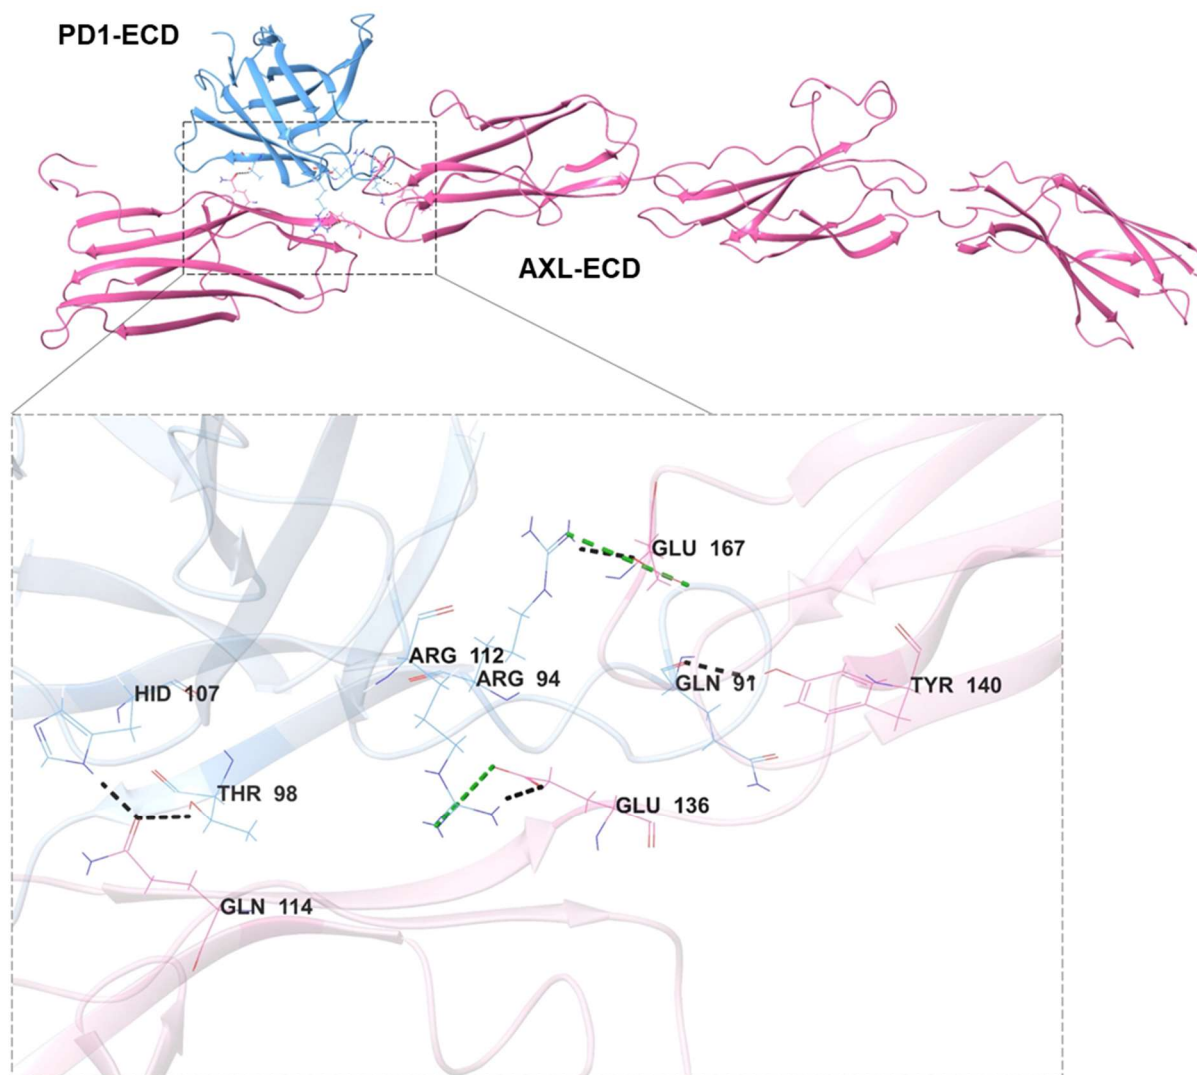 PD1-ECD
AXL-ECD
GLU 167
ARG 112
ARG 94
GLN 91
TYR 140
HID 107
THR 98
GLU 136
GLN 114